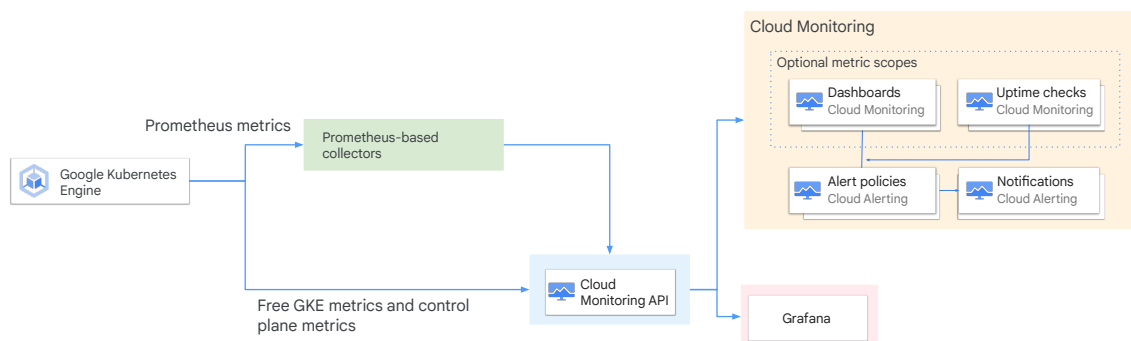 Cloud Monitoring
Optional metric scopes
Dashboards
Cloud Monitoring
Uptime checks
Cloud Monitoring
Prometheus metrics
Prometheus-based
collectors
Google Kubernetes
Engine
Alert policies
Cloud Alerting
Notifications
Cloud Alerting
Cloud
Monitoring API
Free GKE metrics and control
plane metrics
Grafana